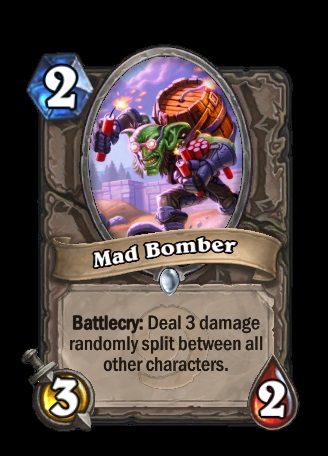 2
Mad Bomber
Battlecry: Deal 3 damage
randomly split between all
other characters.
3
2